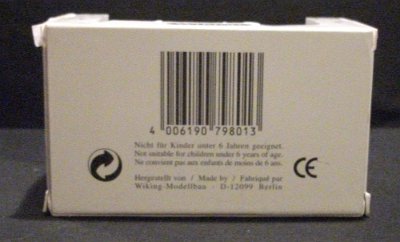 4 006190 798013
Nicht für Kinder unter 6 Jahren geeignet.
Not suitable for children under 6 years of age.
Ne convient pas aux enfants de moins de 6 ans.
CE
Hergestellt von / Made by / Fabriqué par
Wiking-Modellbau - D-12099 Berlin